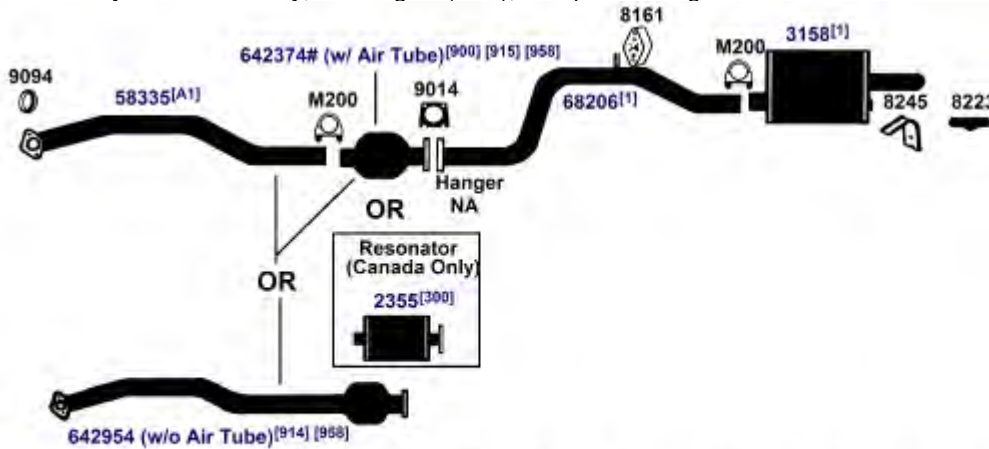 8161
642374# (w/ Air Tube)[900] [915] [958]
M200
3158[1]
9094
58335[A1]
M200
9014
68206[1]
8245
8223
Hanger
NA
OR
Resonator
(Canada Only)
OR
2355[300]
642954 (w/o Air Tube)[914] [958]